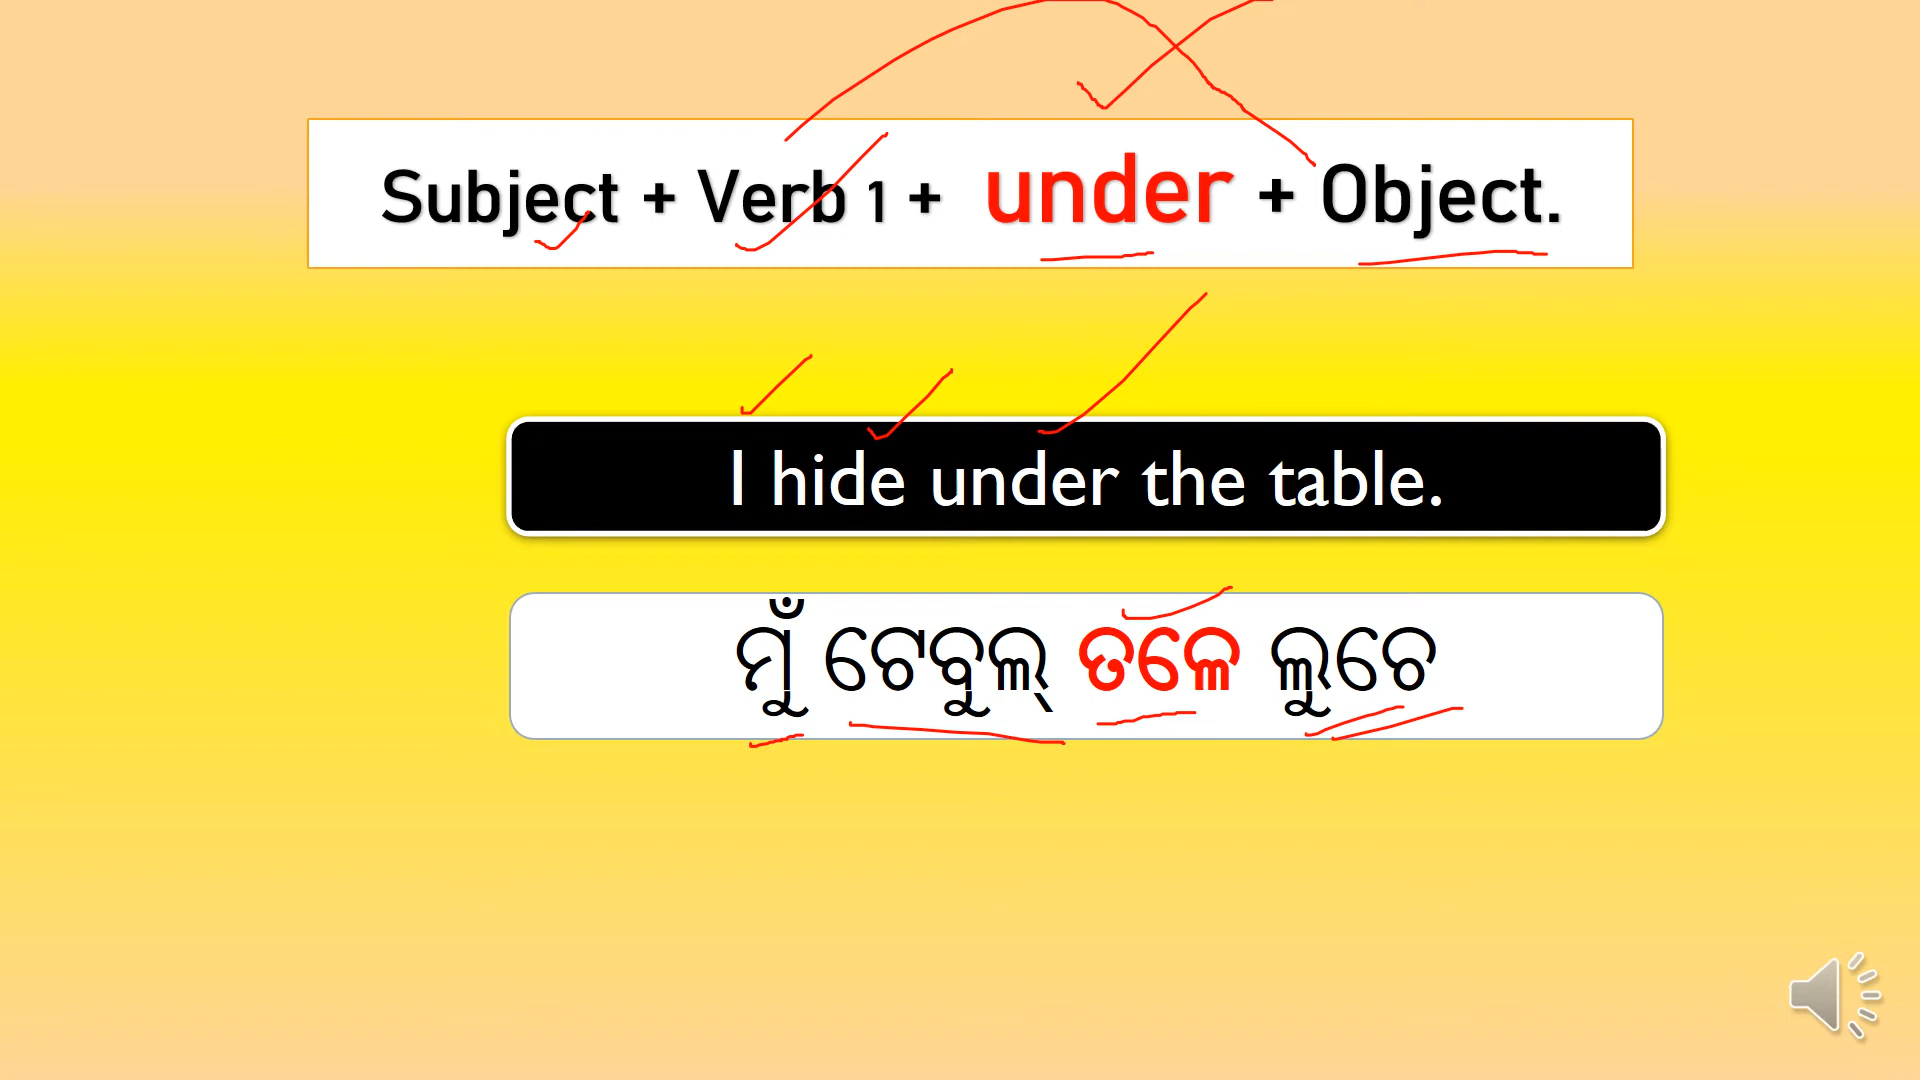 Subject + Verb 1 + under + Object.
I hide under the table.
ମୁଁ ଟେବୁଲ୍ ତଳେ ଲୁଚେ